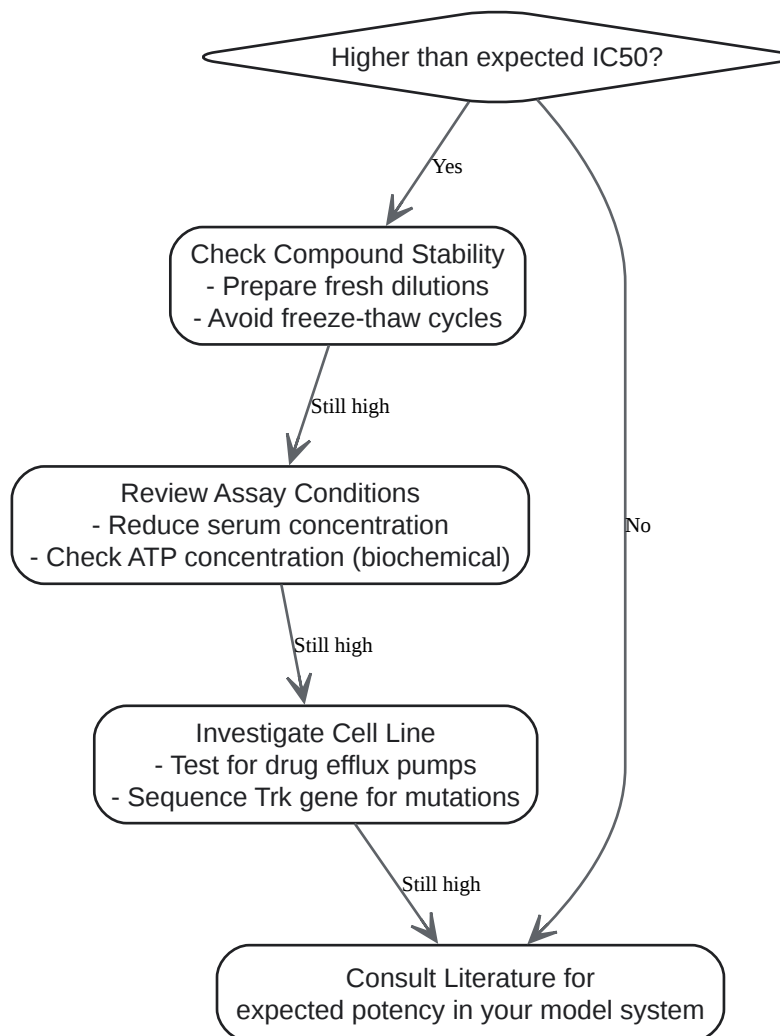 Higher than expected IC50?
Yes
Check Compound Stability
- Prepare fresh dilutions
- Avoid freeze-thaw cycles
Still high
Review Assay Conditions
- Reduce serum concentration
- Check ATP concentration (biochemical)
No
Still high
Investigate Cell Line
- Test for drug efflux pumps
- Sequence Trk gene for mutations
Still high
Consult Literature for
expected potency in your model system